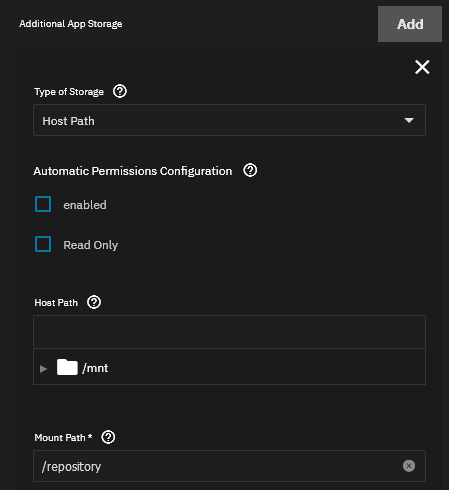 Additional App Storage
Add
Type of Storage
Host Path
Automatic Permissions Configuration
enabled
Read Only
Host Path
/mnt
Mount Path *
/repository